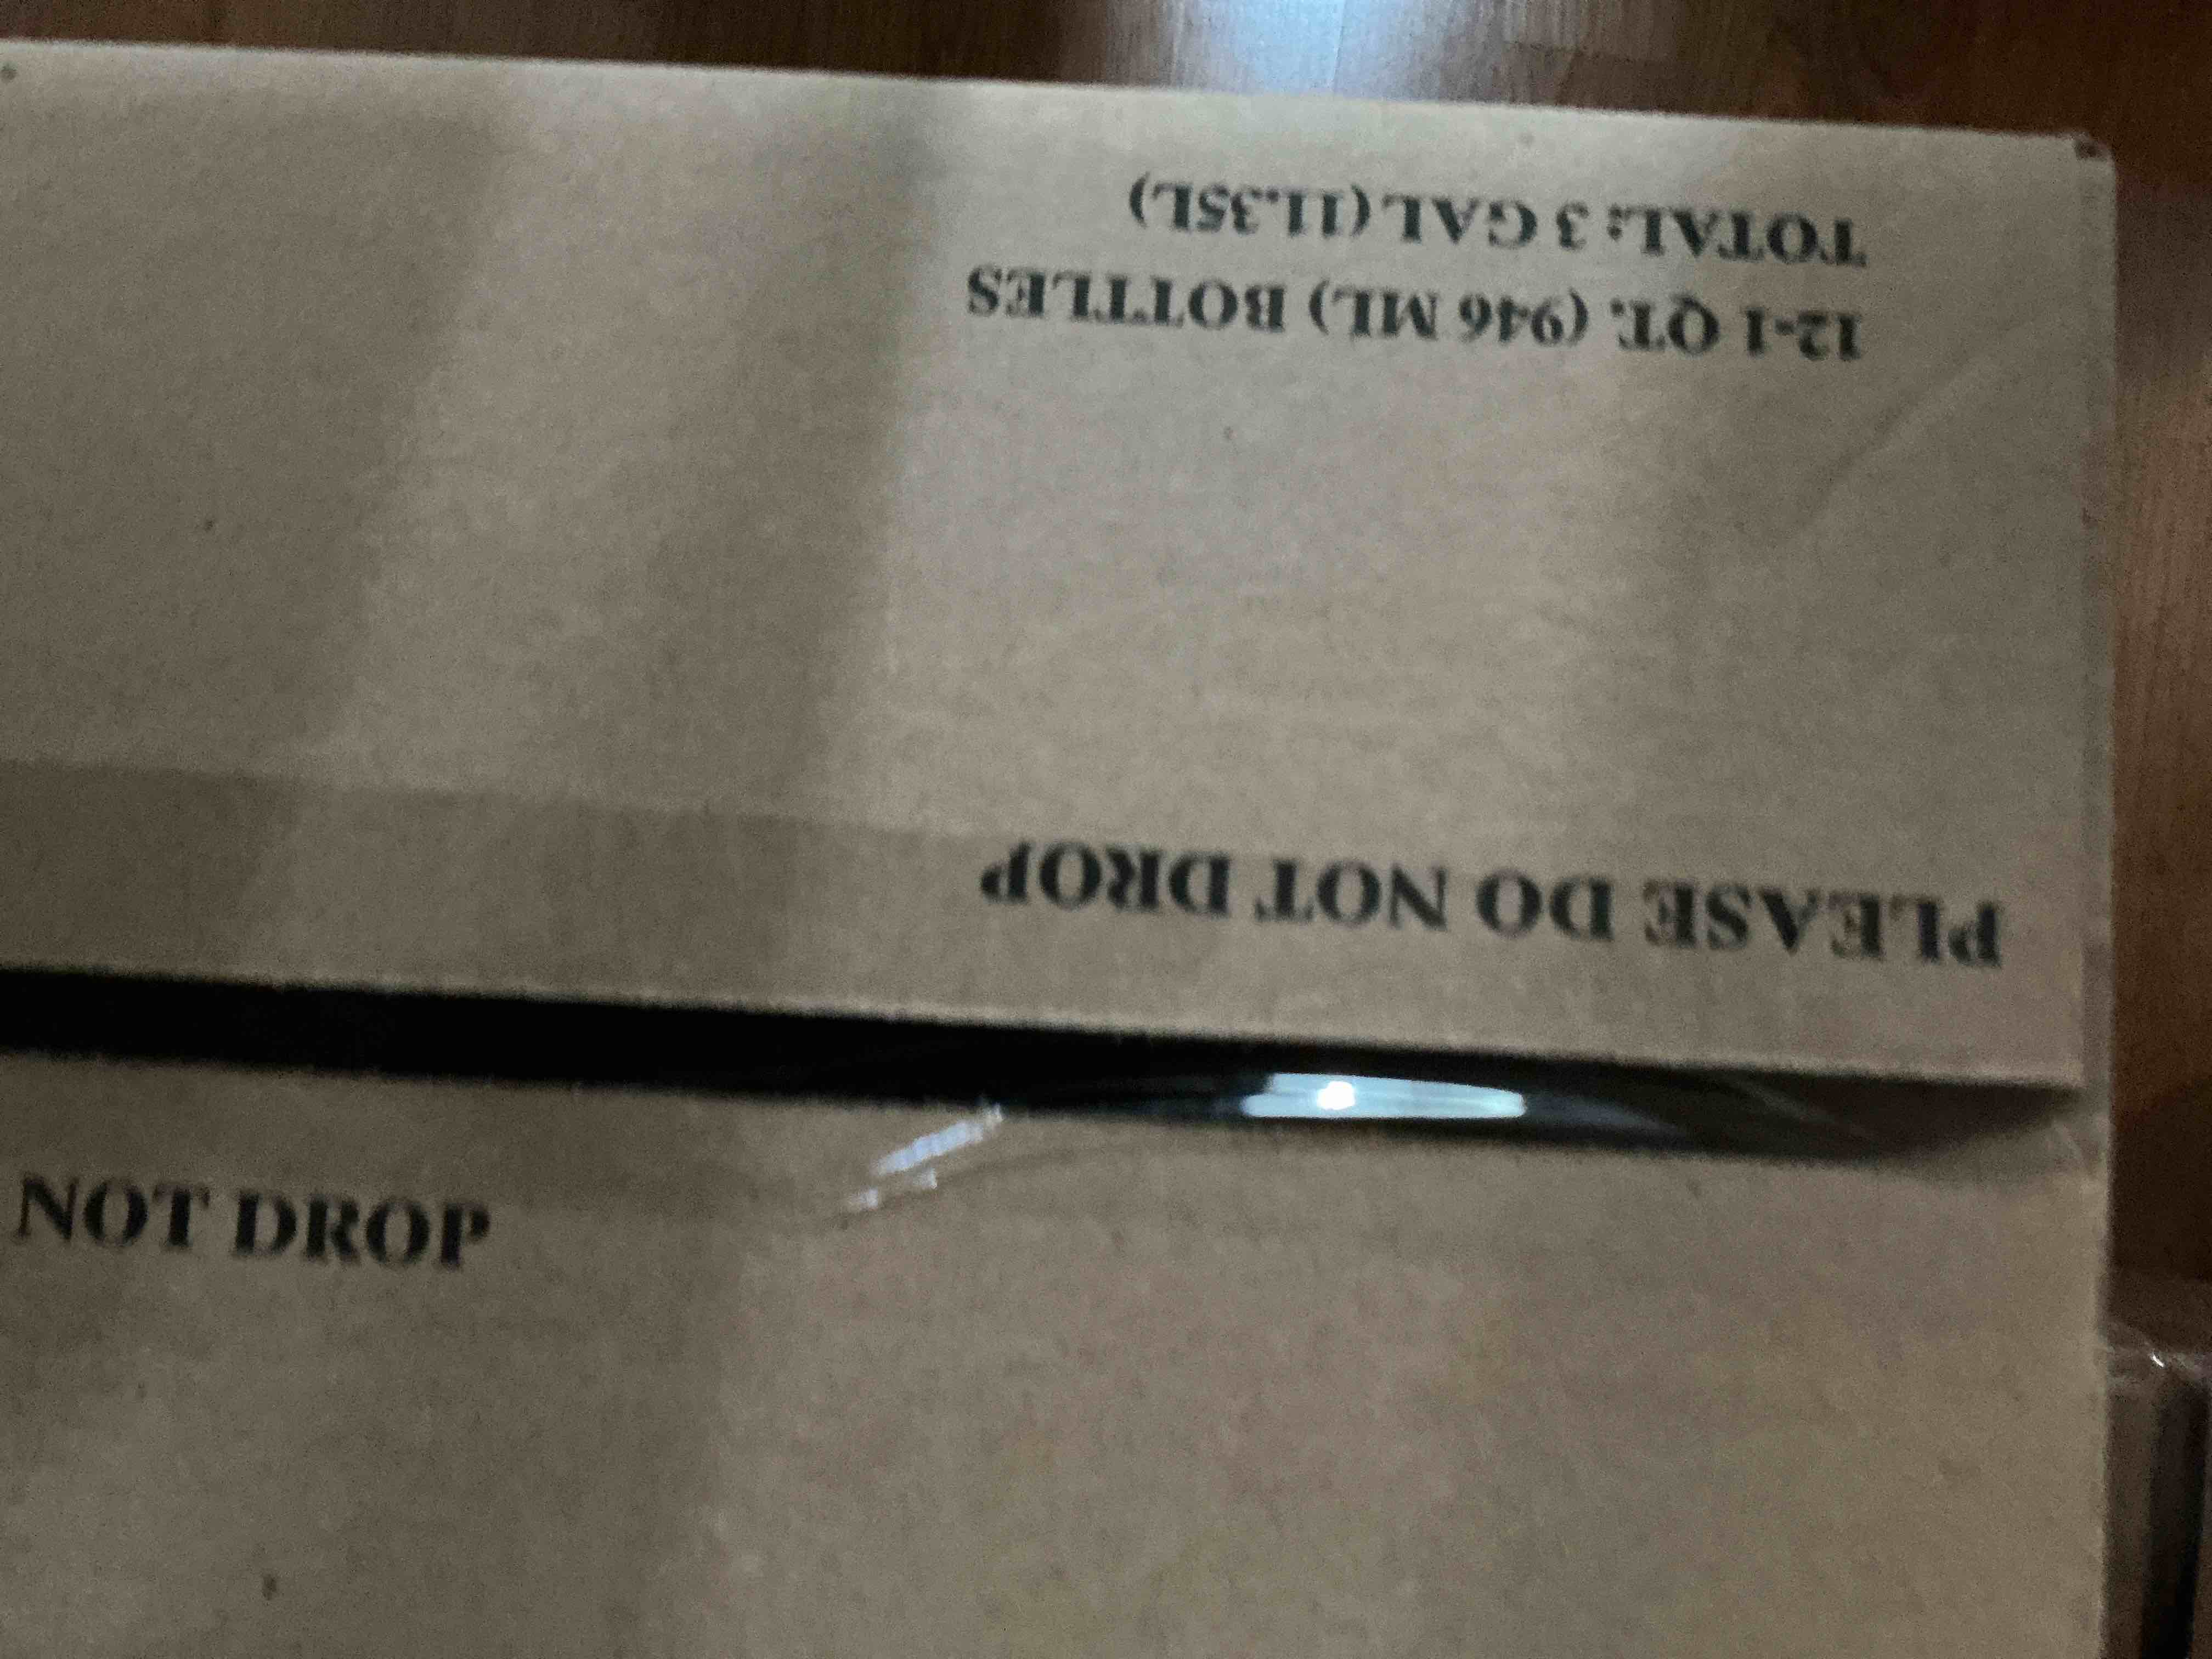 PLEASE DO NOT DROP
12-1 QT. (946 ML) BOTTLES
TOTAL: 3 GAL (11.35L)
NOT DROP